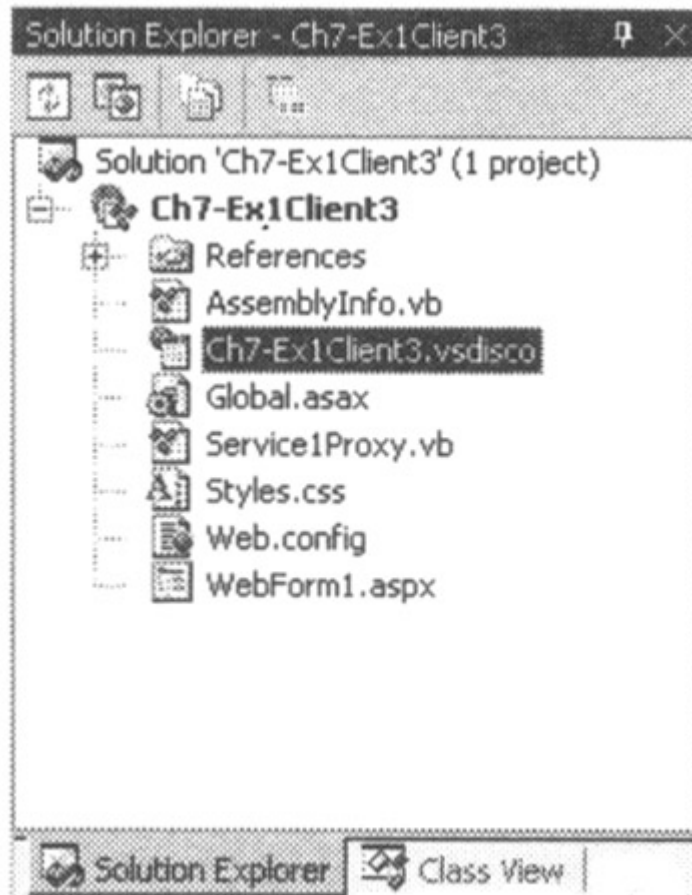 Solution Explorer - Ch7-Ex1Client3
Solution 'Ch7-Ex1Client3' (1 project)
Ch7-Ex1Client3
References
AssemblyInfo.vb
Ch7-Ex1Client3.vsdisco
Global.asax
Service1Proxy.vb
Styles.css
Web.config
WebForm1.aspx
Solution Explorer
Class View